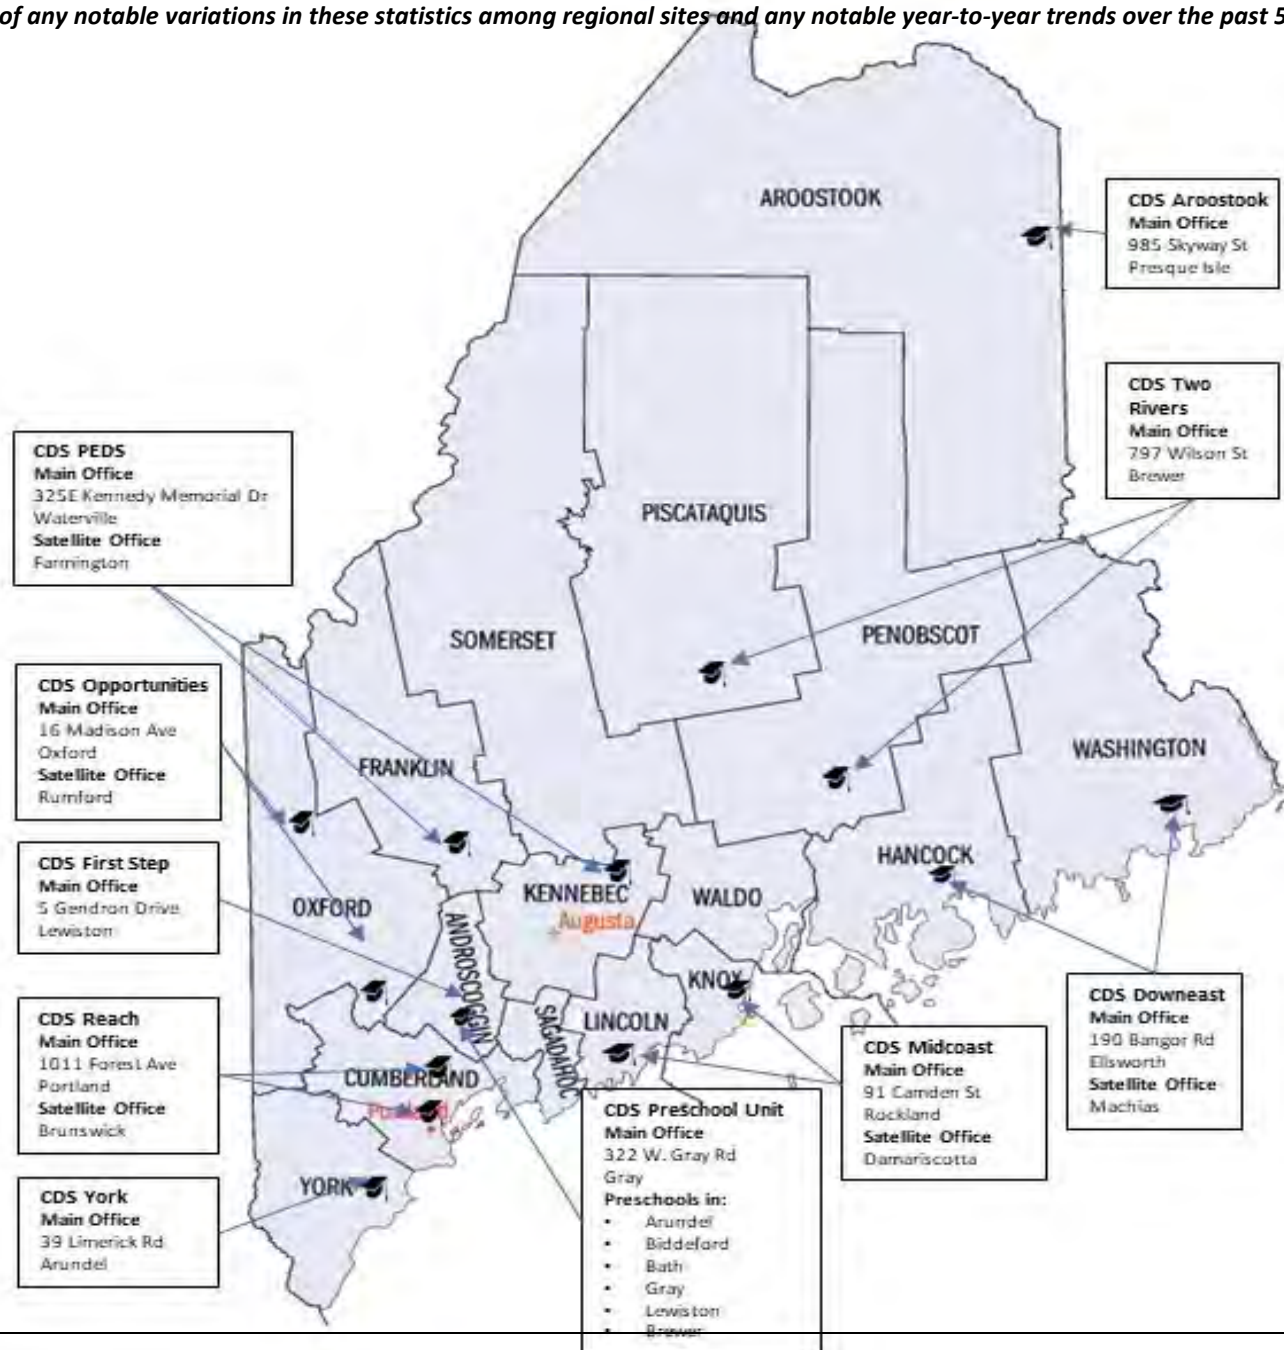 of any notable variations in these statistics among regional sites and any notable year-to-year trends over the past 5
AROOSTOOK
CDS Aroostook
Main Office
985 Skyway St
Presque Isle
CDS Two
Rivers
Main Office
797 Wilson St
Brewer
CDS PEDS
Main Office
325E Kennedy Memorial Dr
Waterville
Satellite Office
Farmington
PISCATAQUIS
SOMERSET
PENOBSCOT
CDS Opportunities
Main Office
16 Madison Ave
Oxford
Satellite Office
Rumford
FRANKLIN
WASHINGTON
CDS First Step
Main Office
5 Gendron Drive
Lewiston
OXFORD
ANDROSCOGGIN
KENNEBEC
Augusta
WALDO
HANCOCK
KNOX
LINCOLN
SAGADAHOC
CDS Reach
Main Office
1011 Forest Ave
Portland
Satellite Office
Brunswick
CUMBERLAND
Portland
CDS Downeast
Main Office
190 Bangor Rd
Ellsworth
Satellite Office
Machias
CDS Midcoast
Main Office
91 Camden St
Rockland
Satellite Office
Damariscotta
CDS Preschool Unit
Main Office
322 W. Gray Rd
Gray
Preschools in:
• Arundel
• Biddeford
• Bath
• Gray
• Lewiston
• Brewer
CDS York
Main Office
39 Limerick Rd
Arundel
YORK